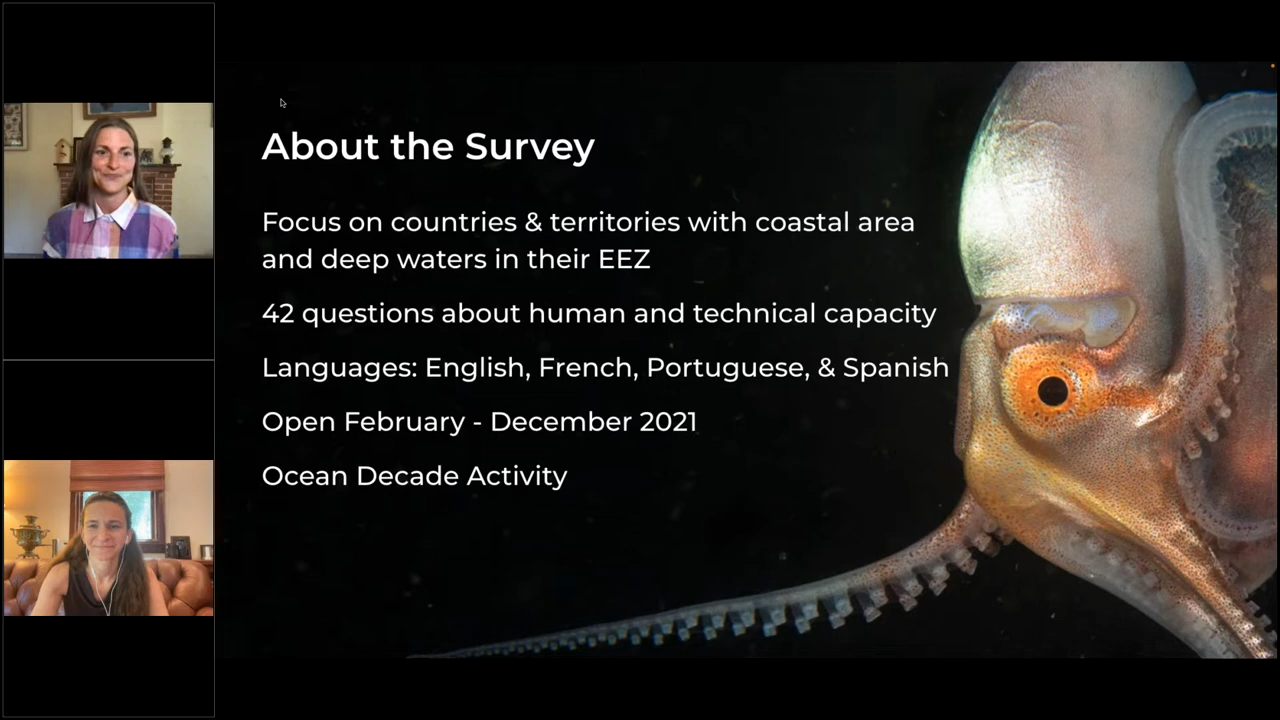 About the Survey
Focus on countries & territories with coastal area
and deep waters in their EEZ
42 questions about human and technical capacity
Languages: English, French, Portuguese, & Spanish
Open February - December 2021
Ocean Decade Activity